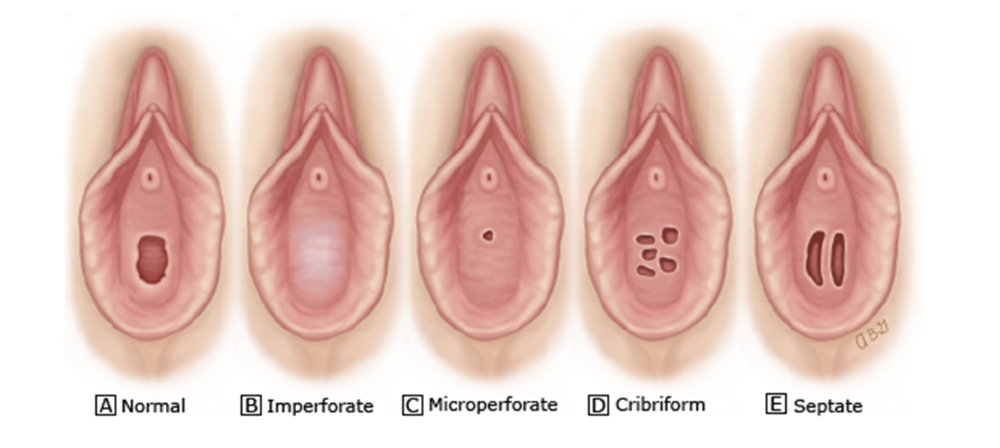 A Normal
B Imperforate
C Microperforate
D Cribriform
E Septate